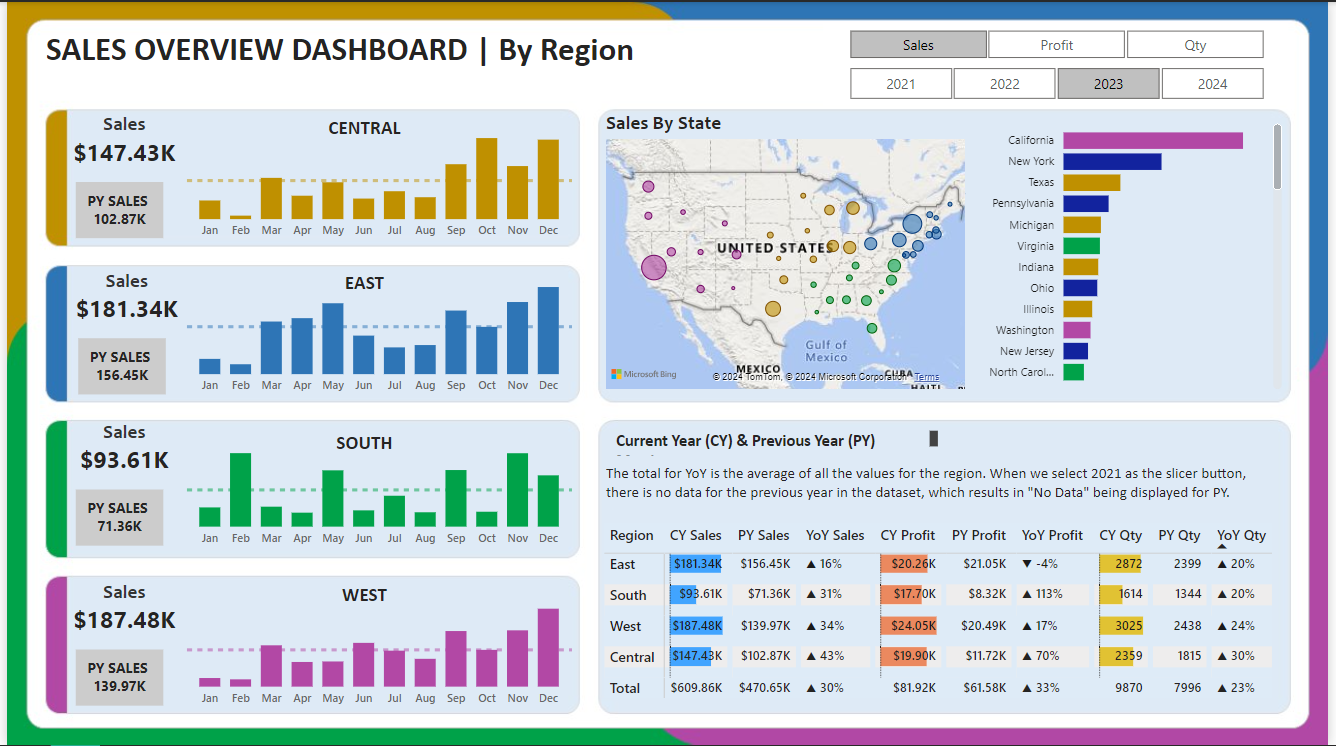 SALES OVERVIEW DASHBOARD | By Region
Sales Profit Qty
2021 2022 2023 2024
Sales
$147.43K
PY SALES
102.87K
CENTRAL
Jan Feb Mar Apr May Jun Jul Aug Sep Oct Nov Dec
Sales
$181.34K
PY SALES
156.45K
EAST
Jan Feb Mar Apr May Jun Jul Aug Sep Oct Nov Dec
Sales
$93.61K
PY SALES
71.36K
SOUTH
Jan Feb Mar Apr May Jun Jul Aug Sep Oct Nov Dec
Sales
$187.48K
PY SALES
139.97K
WEST
Jan Feb Mar Apr May Jun Jul Aug Sep Oct Nov Dec
Sales By State
UNITED STATES
Gulf of
Mexico
MEXICO
CUBA
HAITI
Microsoft Bing
© 2024 TomTom, © 2024 Microsoft Corporation Terms
California
New York
Texas
Pennsylvania
Michigan
Virginia
Indiana
Ohio
Illinois
Washington
New Jersey
North Carol...
Current Year (CY) & Previous Year (PY)
The total for YoY is the average of all the values for the region. When we select 2021 as the slicer button,
there is no data for the previous year in the dataset, which results in "No Data" being displayed for PY.
Region CY Sales PY Sales YoY Sales CY Profit PY Profit YoY Profit CY Qty PY Qty YoY Qty
East $181.34K $156.45K ▲ 16% $20.26K $21.05K ▼ -4% 2872 2399 ▲ 20%
South $93.61K $71.36K ▲ 31% $17.70K $8.32K ▲ 113% 1614 1344 ▲ 20%
West $187.48K $139.97K ▲ 34% $24.05K $20.49K ▲ 17% 3025 2438 ▲ 24%
Central $147.43K $102.87K ▲ 43% $19.90K $11.72K ▲ 70% 2359 1815 ▲ 30%
Total $609.86K $470.65K ▲ 30% $81.92K $61.58K ▲ 33% 9870 7996 ▲ 23%